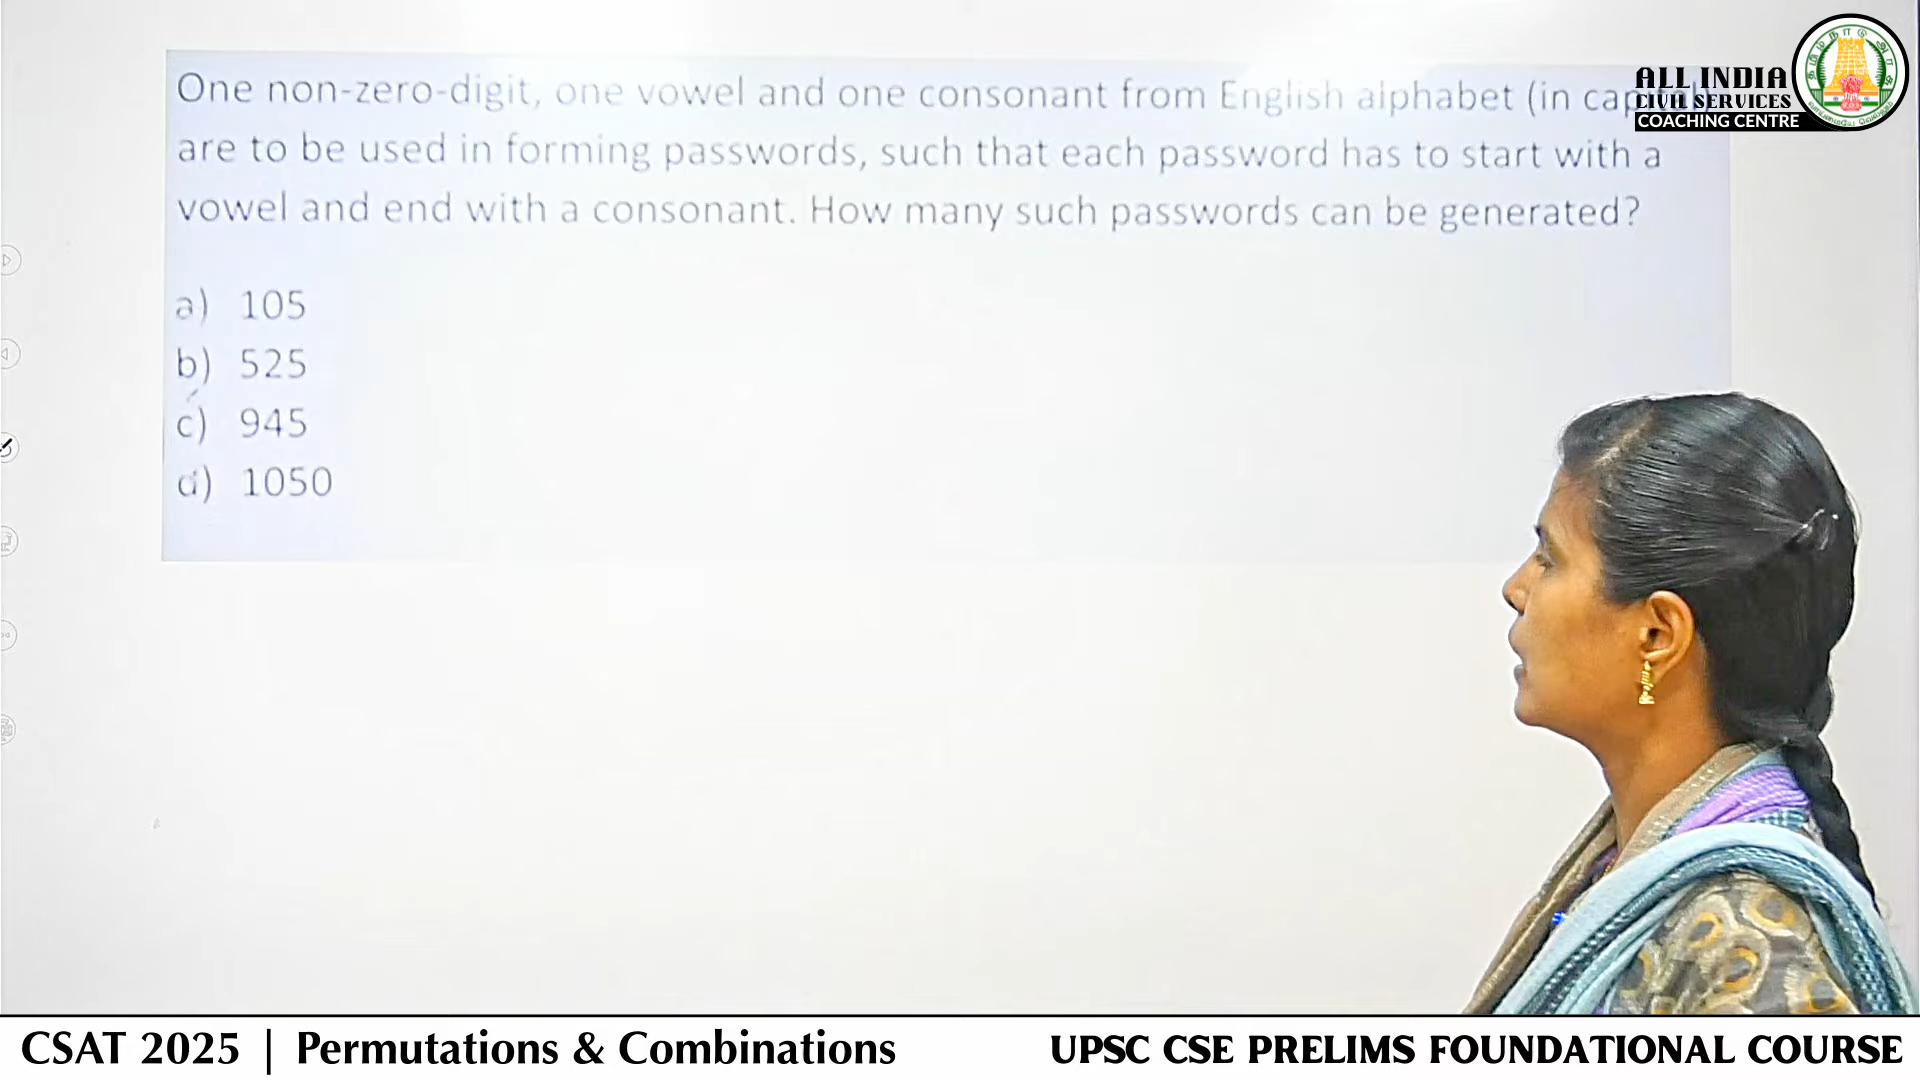 One non-zero-digit, one vowel and one consonant from English alphabet (in capital)
are to be used in forming passwords, such that each password has to start with a
vowel and end with a consonant. How many such passwords can be generated?
a) 105
b) 525
c) 945
d) 1050
ALL INDIA
CIVIL SERVICES
COACHING CENTRE
CSAT 2025 | Permutations & Combinations
UPSC CSE PRELIMS FOUNDATIONAL COURSE